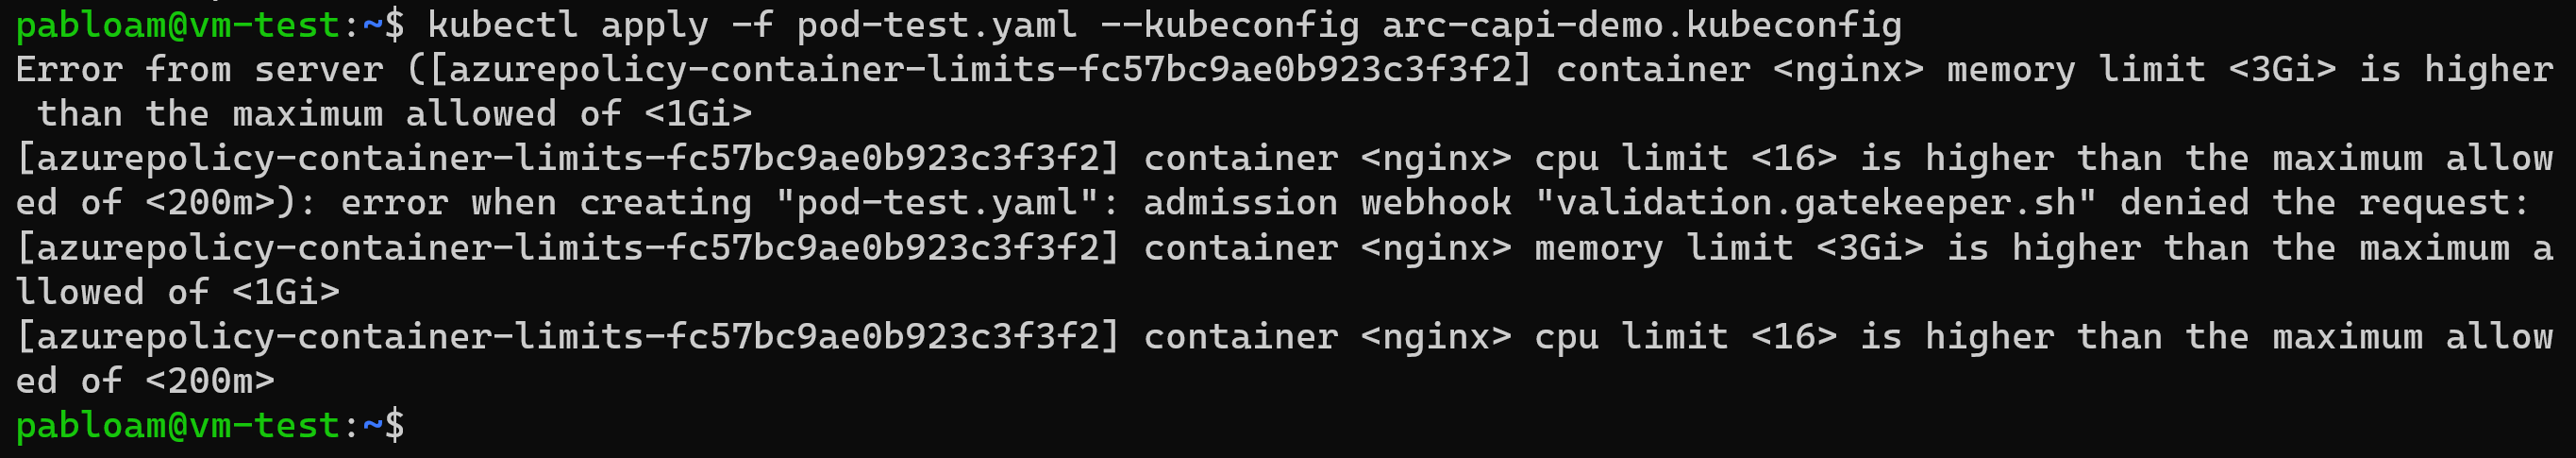 pabloam@vm-test:~$ kubectl apply -f pod-test.yaml --kubeconfig arc-capi-demo.kubeconfig
Error from server ([azurepolicy-container-limits-fc57bc9ae0b923c3f3f2] container <nginx> memory limit <3Gi> is higher
 than the maximum allowed of <1Gi>
[azurepolicy-container-limits-fc57bc9ae0b923c3f3f2] container <nginx> cpu limit <16> is higher than the maximum allow
ed of <200m>): error when creating "pod-test.yaml": admission webhook "validation.gatekeeper.sh" denied the request:
[azurepolicy-container-limits-fc57bc9ae0b923c3f3f2] container <nginx> memory limit <3Gi> is higher than the maximum a
llowed of <1Gi>
[azurepolicy-container-limits-fc57bc9ae0b923c3f3f2] container <nginx> cpu limit <16> is higher than the maximum allow
ed of <200m>
pabloam@vm-test:~$